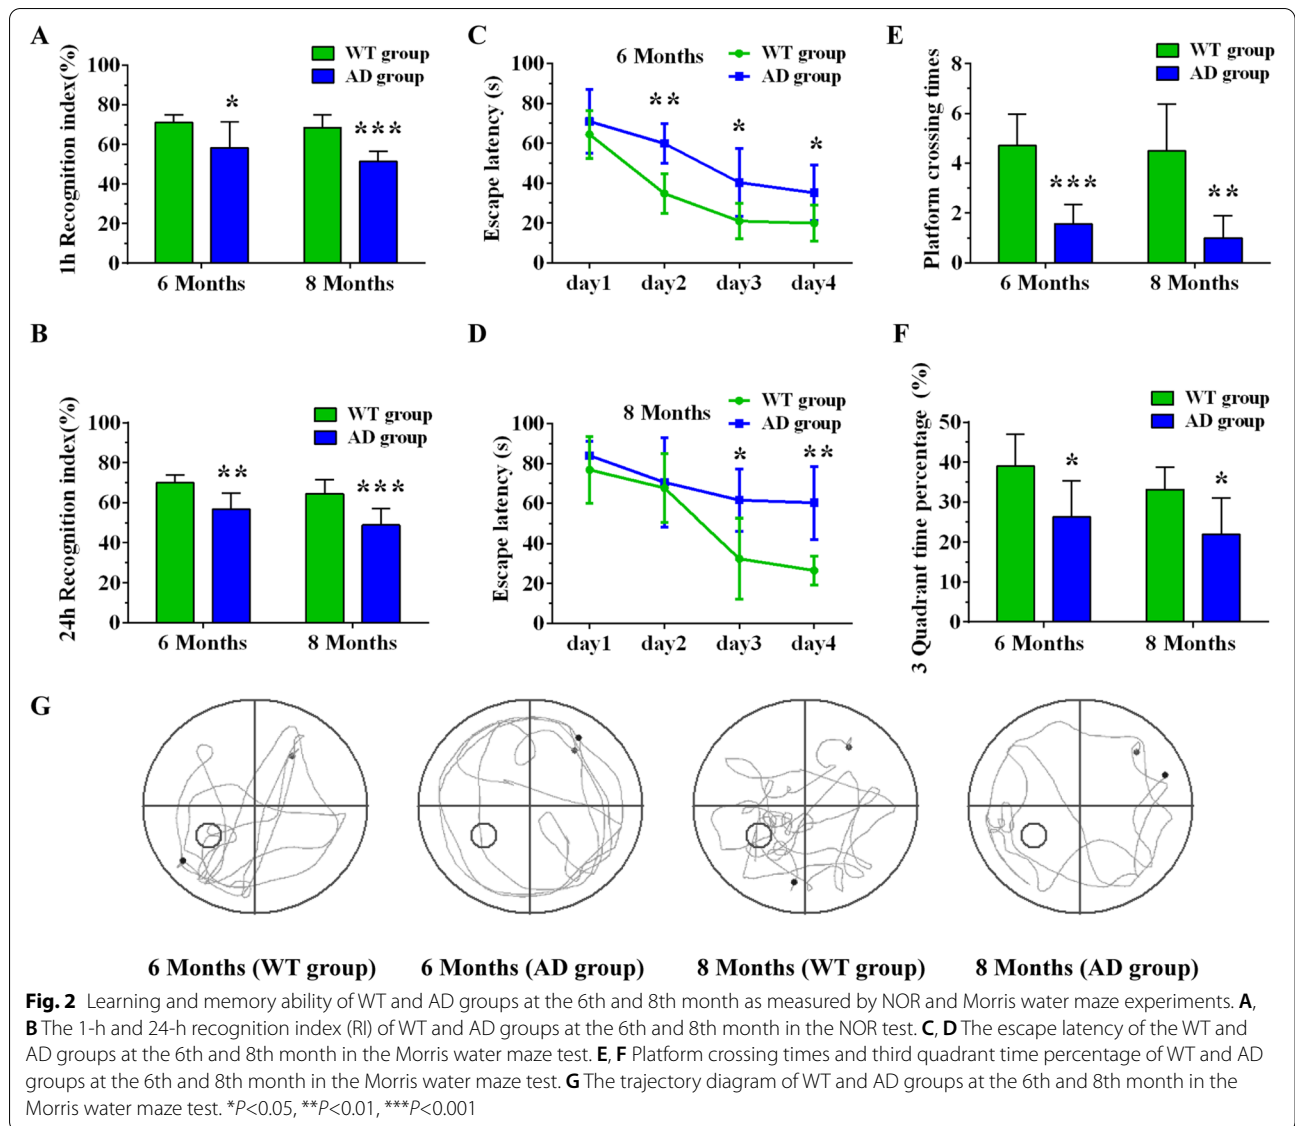 A
WT group
AD group
1h Recognition index(%)
100
80
60
40
20
0
*
***
6 Months
8 Months
B
WT group
AD group
24h Recognition index(%)
100
80
60
40
20
0
**
***
6 Months
8 Months
C
6 Months
WT group
AD group
Escape latency (s)
100
80
60
40
20
0
**
*
*
day1 day2 day3 day4
D
8 Months
WT group
AD group
Escape latency (s)
100
80
60
40
20
0
*
**
day1 day2 day3 day4
E
WT group
AD group
Platform crossing times
8
6
4
2
0
***
**
6 Months
8 Months
F
WT group
AD group
3 Quadrant time percentage (%)
50
40
30
20
10
0
*
*
6 Months
8 Months
G
6 Months (WT group)
6 Months (AD group)
8 Months (WT group)
8 Months (AD group)
Fig. 2 Learning and memory ability of WT and AD groups at the 6th and 8th month as measured by NOR and Morris water maze experiments. A,
B The 1-h and 24-h recognition index (RI) of WT and AD groups at the 6th and 8th month in the NOR test. C, D The escape latency of the WT and
AD groups at the 6th and 8th month in the Morris water maze test. E, F Platform crossing times and third quadrant time percentage of WT and AD
groups at the 6th and 8th month in the Morris water maze test. G The trajectory diagram of WT and AD groups at the 6th and 8th month in the
Morris water maze test. *P<0.05, **P<0.01, ***P<0.001